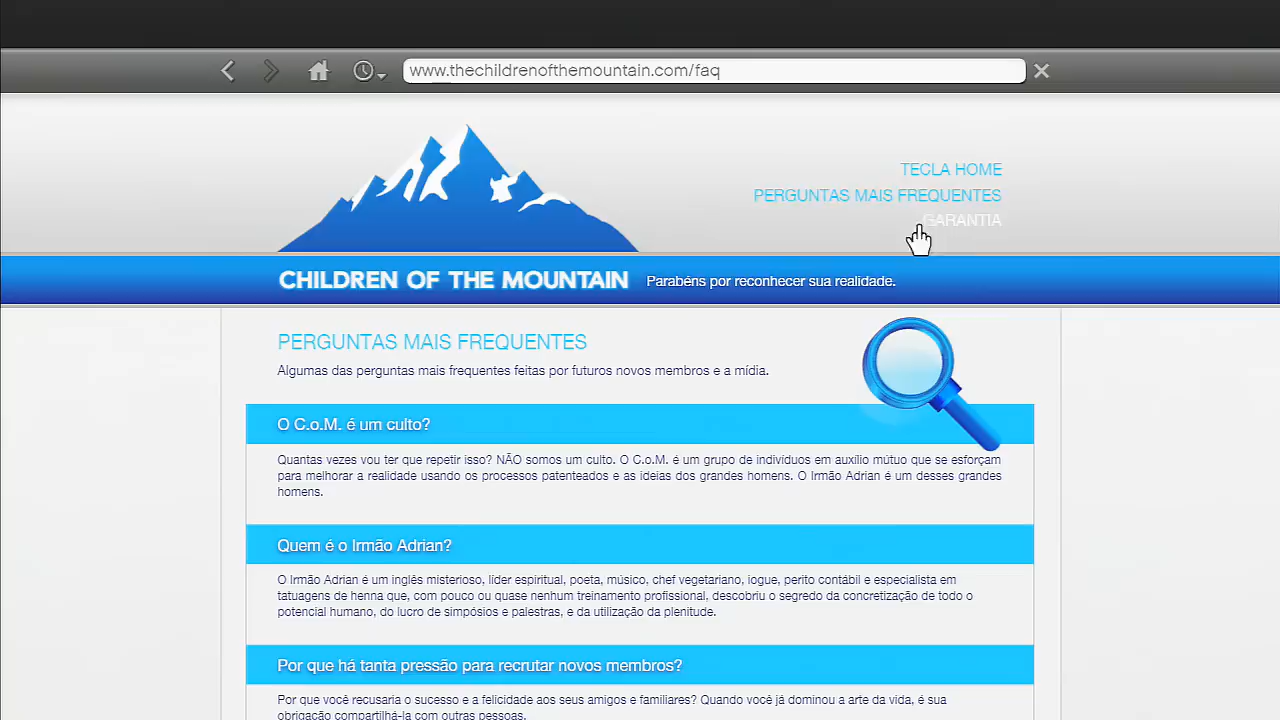 www.thechildrenofthemountain.com/faq
TECLA HOME
PERGUNTAS MAIS FREQUENTES
GARANTIA
CHILDREN OF THE MOUNTAIN Parabéns por reconhecer sua realidade.
PERGUNTAS MAIS FREQUENTES
Algumas das perguntas mais frequentes feitas por futuros novos membros e a mídia.
O C.o.M. é um culto?
Quantas vezes vou ter que repetir isso? NÃO somos um culto. O C.o.M. é um grupo de indivíduos em auxílio mútuo que se esforçam
para melhorar a realidade usando os processos patenteados e as ideias dos grandes homens. O Irmão Adrian é um desses grandes
homens.
Quem é o Irmão Adrian?
O Irmão Adrian é um inglês misterioso, líder espiritual, poeta, músico, chef vegetariano, iogue, perito contábil e especialista em
tatuagens de henna que, com pouco ou quase nenhum treinamento profissional, descobriu o segredo da concretização de todo o
potencial humano, do lucro de simpósios e palestras, e da utilização da plenitude.
Por que há tanta pressão para recrutar novos membros?
Por que você recusaria o sucesso e a felicidade aos seus amigos e familiares? Quando você já dominou a arte da vida, é sua
obrigação compartilhá-la com outras pessoas.